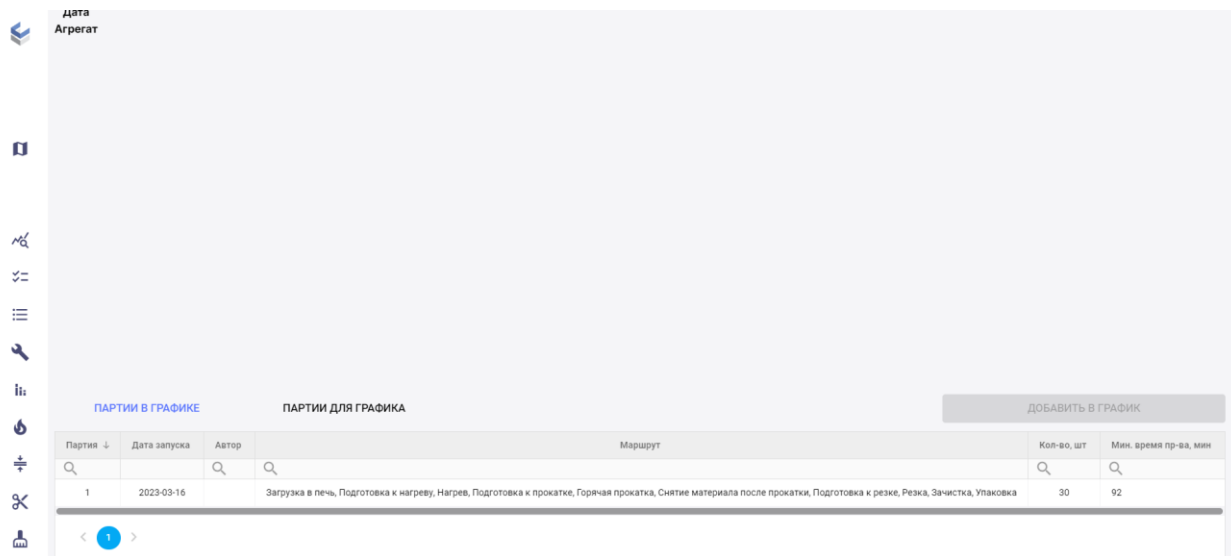 Дата
Агрегат
ПАРТИИ В ГРАФИКЕ ПАРТИИ ДЛЯ ГРАФИКА ДОБАВИТЬ В ГРАФИК
Партия ↓ Дата запуска Автор Маршрут Кол-во, шт Мин. время пр-ва, мин
1 2023-03-16 Загрузка в печь, Подготовка к нагреву, Нагрев, Подготовка к прокатке, Горячая прокатка, Снятие материала после прокатки, Подготовка к резке, Резка, Зачистка, Упаковка 30 92
1